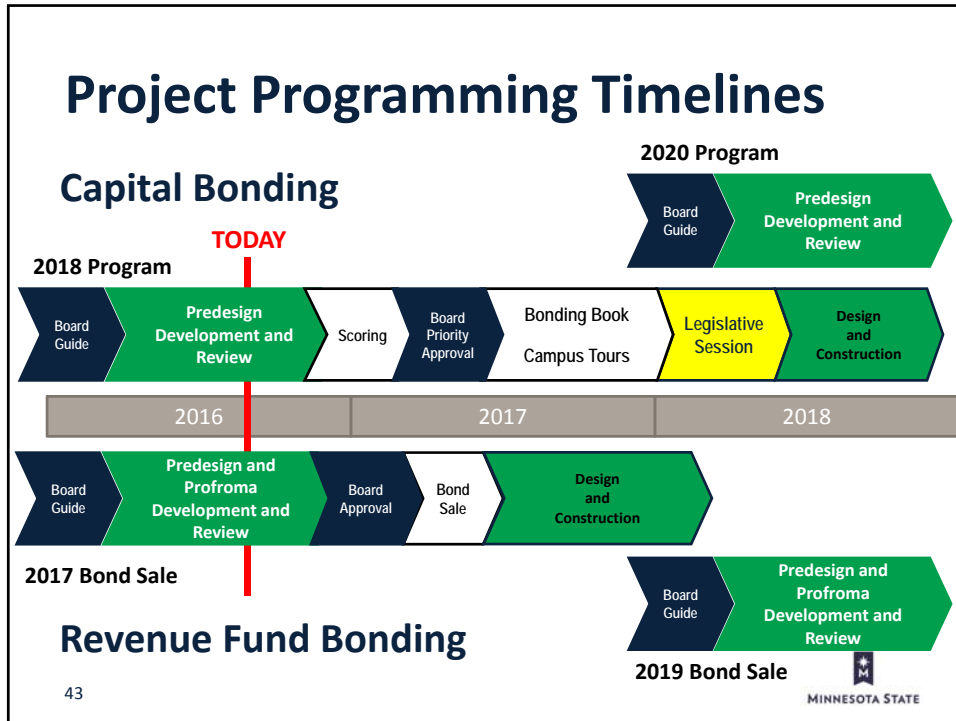 Project Programming Timelines
2020 Program
Capital Bonding
Board
Guide
Predesign
Development and
Review
TODAY
2018 Program
Board
Guide
Predesign
Development and
Review
Scoring
Board
Priority
Approval
Bonding Book
Campus Tours
Legislative
Session
Design
and
Construction
2016
2017
2018
Board
Guide
Predesign and
Profroma
Development and
Review
Board
Approval
Bond
Sale
Design
and
Construction
2017 Bond Sale
Board
Guide
Predesign and
Profroma
Development and
Review
Revenue Fund Bonding
2019 Bond Sale
M
MINNESOTA STATE
43